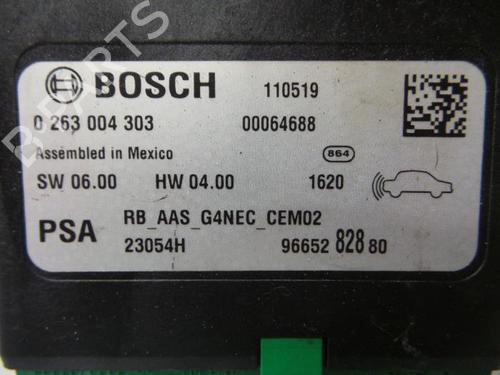 BOSCH 110519
0 263 004 303 00064688
Assembled in Mexico 864
SW 06.00 HW 04.00 1620
RB_AAS_G4NEC_CEM02
PSA 23054H 96652 828 80
B PARTS